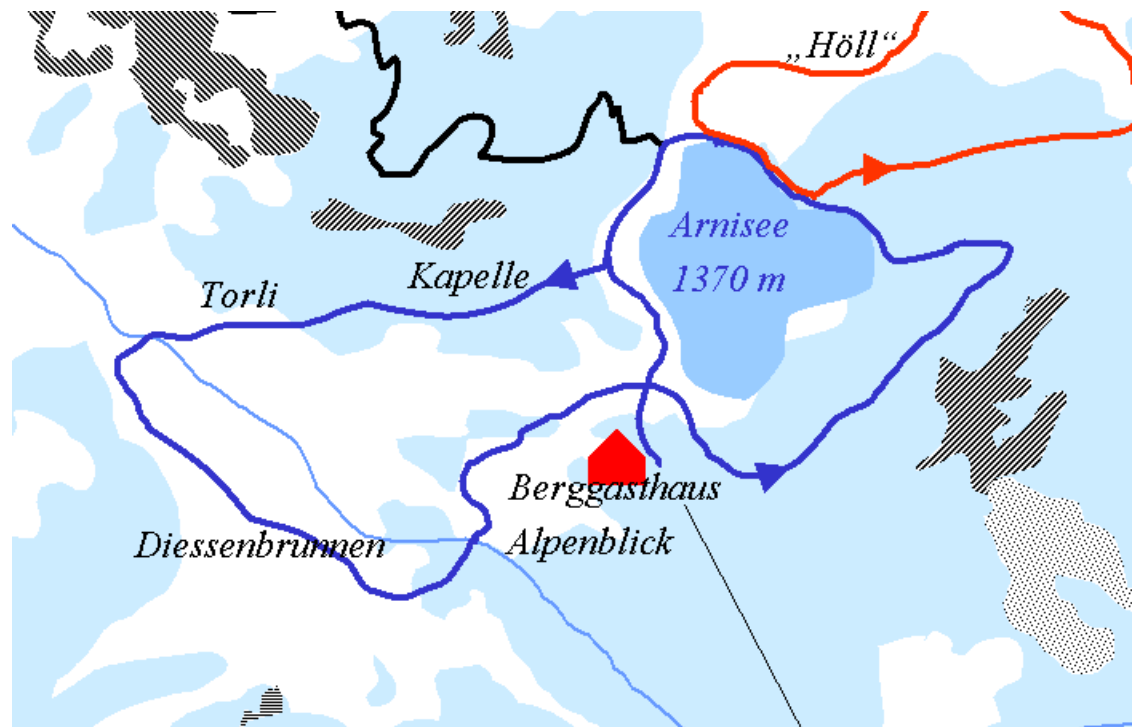 „Höll“
Arnisee
1370 m
Kapelle
Torli
Berggasthaus
Alpenblick
Diessenbrunnen